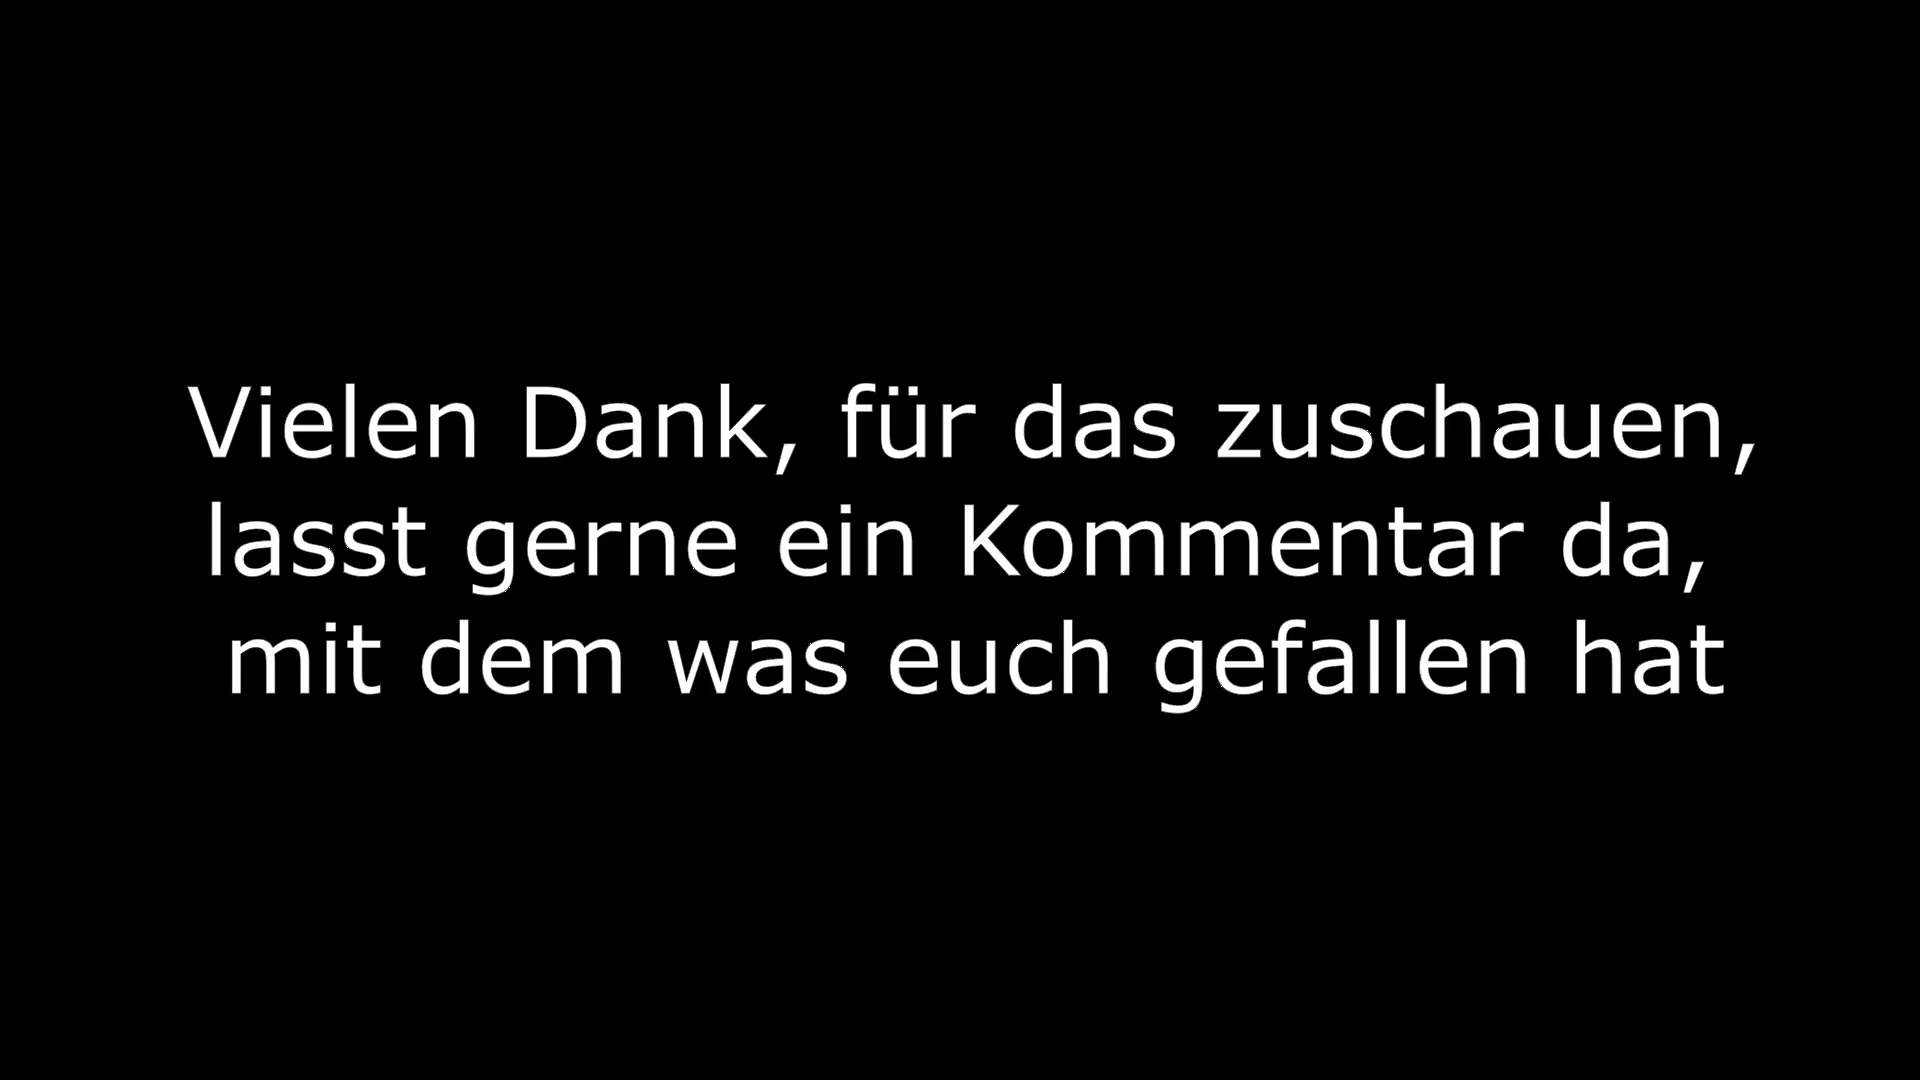 Vielen Dank, für das zuschauen,
lasst gerne ein Kommentar da,
mit dem was euch gefallen hat